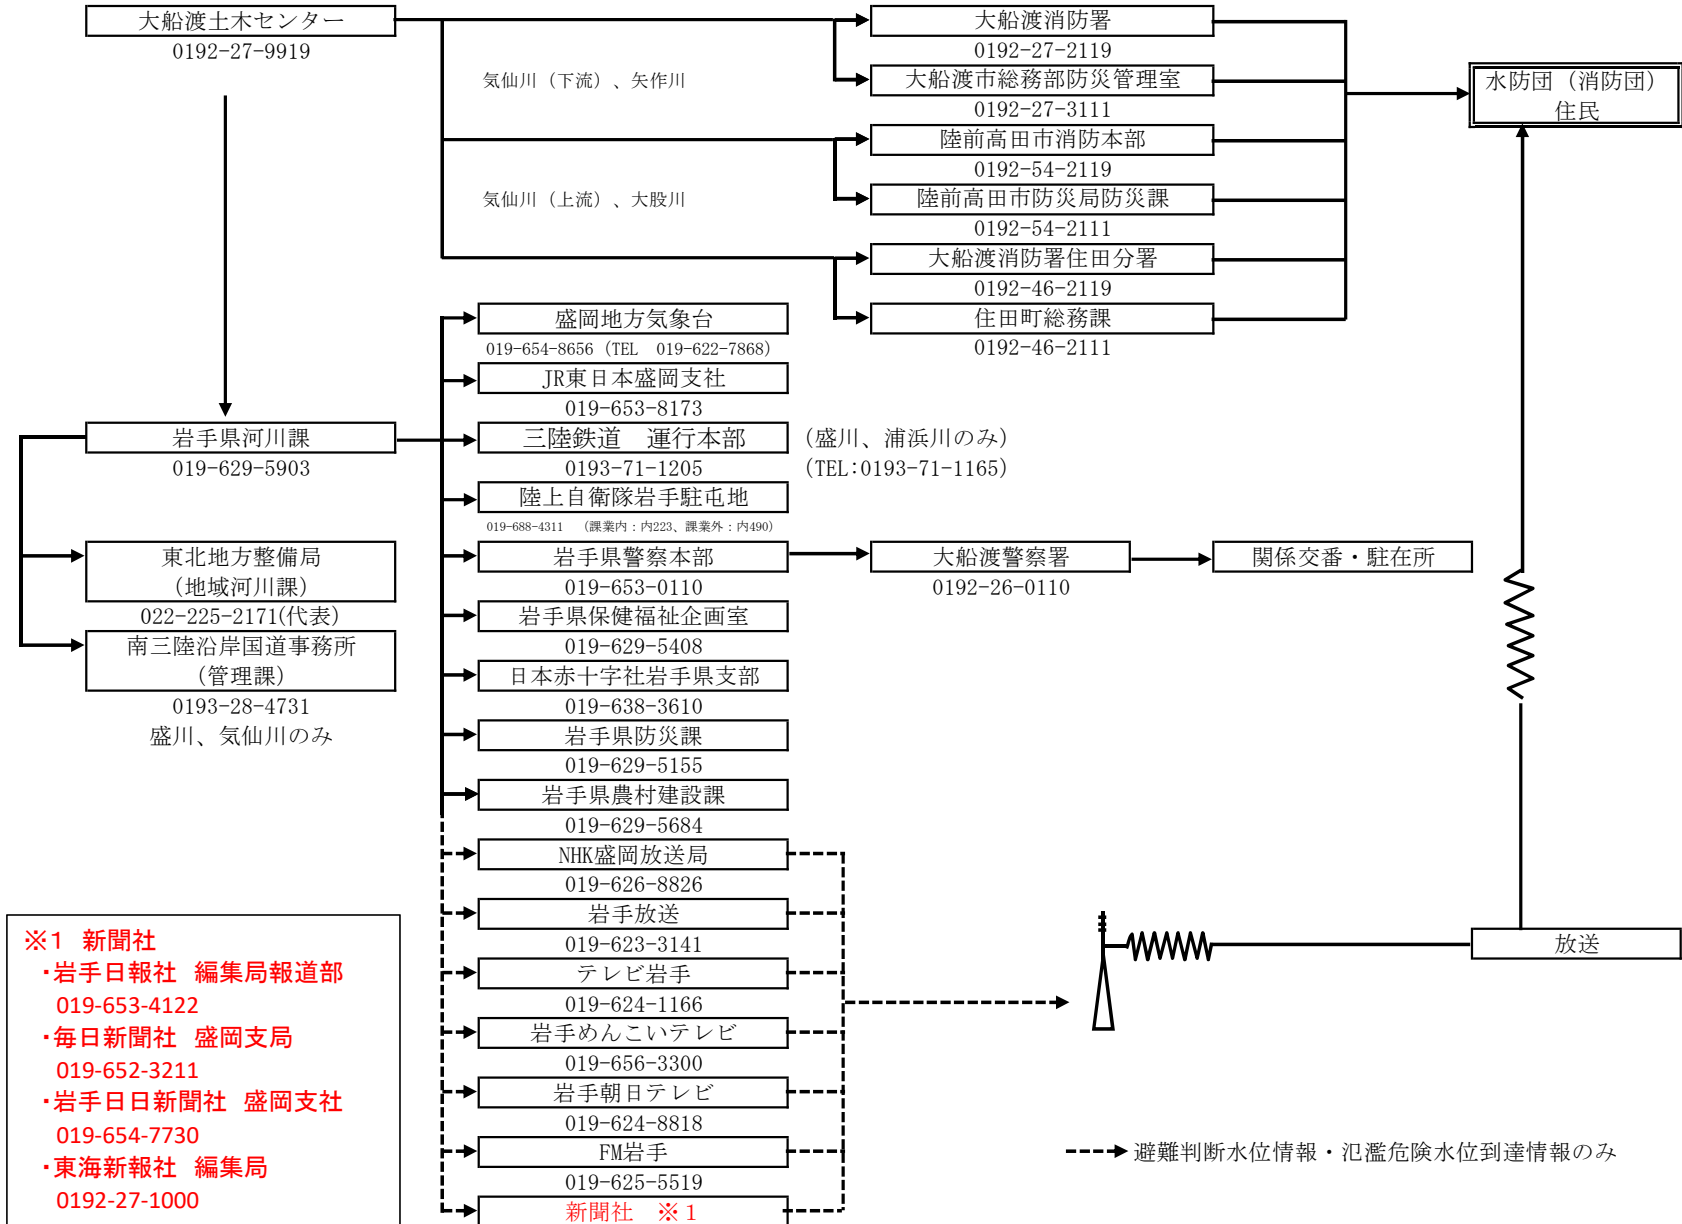 大船渡土木センター
0192-27-9919
気仙川（下流）、矢作川
気仙川（上流）、大股川
大船渡消防署
0192-27-2119
大船渡市総務部防災管理室
0192-27-3111
陸前高田市消防本部
0192-54-2119
陸前高田市防災局防災課
0192-54-2111
大船渡消防署住田分署
0192-46-2119
住田町総務課
0192-46-2111
水防団（消防団）
住民
岩手県河川課
019-629-5903
東北地方整備局
（地域河川課）
022-225-2171(代表)
南三陸沿岸国道事務所
（管理課）
0193-28-4731
盛川、気仙川のみ
盛岡地方気象台
019-654-8656（TEL　019-622-7868）
JR東日本盛岡支社
019-653-8173
三陸鉄道　運行本部
0193-71-1205
（盛川、浦浜川のみ）
（TEL:0193-71-1165）
陸上自衛隊岩手駐屯地
019-688-4311　（課業内：内223、課業外：内490）
岩手県警察本部
019-653-0110
大船渡警察署
0192-26-0110
関係交番・駐在所
岩手県保健福祉企画室
019-629-5408
日本赤十字社岩手県支部
019-638-3610
岩手県防災課
019-629-5155
岩手県農村建設課
019-629-5684
NHK盛岡放送局
019-626-8826
岩手放送
019-623-3141
テレビ岩手
019-624-1166
岩手めんこいテレビ
019-656-3300
岩手朝日テレビ
019-624-8818
FM岩手
019-625-5519
新聞社　※１
放送
避難判断水位情報・氾濫危険水位到達情報のみ
※1　新聞社
・岩手日報社　編集局報道部
019-653-4122
・毎日新聞社　盛岡支局
019-652-3211
・岩手日日新聞社　盛岡支社
019-654-7730
・東海新報社　編集局
0192-27-1000